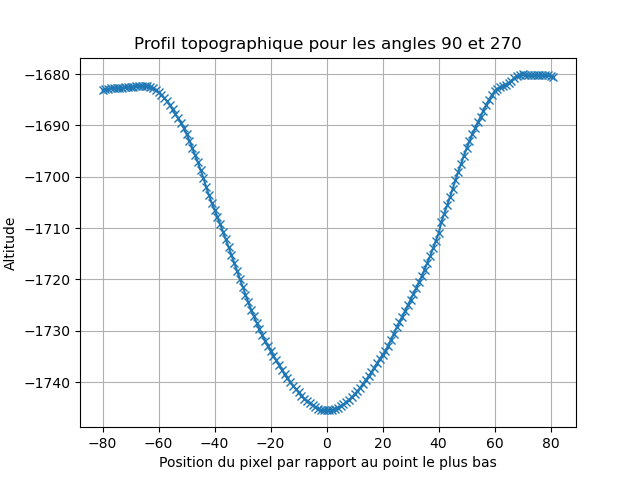 Profil topographique pour les angles 90 et 270
−1680
−1690
−1700
−1710
−1720
−1730
−1740
Altitude
−80 −60 −40 −20 0 20 40 60 80
Position du pixel par rapport au point le plus bas